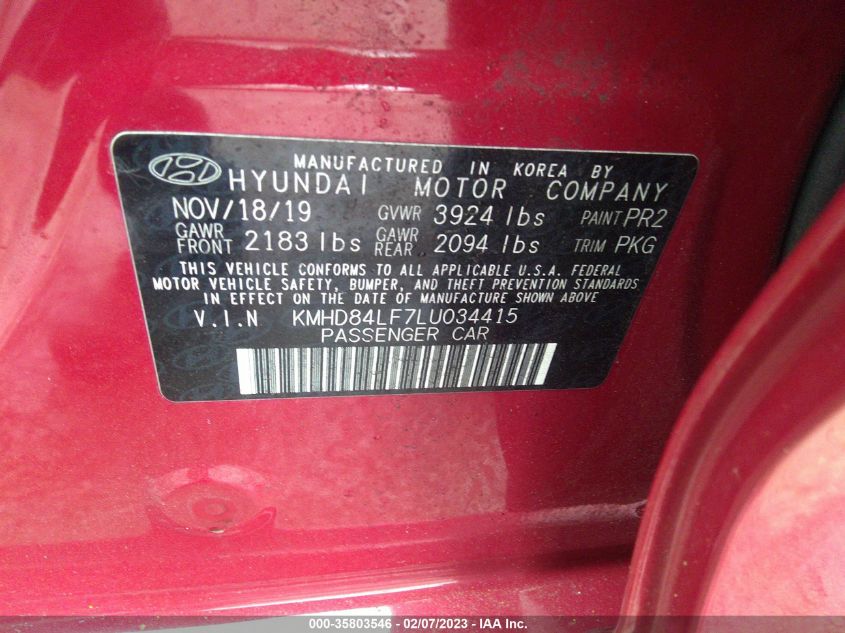 MANUFACTURED IN KOREA BY
HYUNDAI MOTOR COMPANY
NOV/18/19 GVWR 3924 lbs PAINT PR2
GAWR FRONT 2183 lbs GAWR REAR 2094 lbs TRIM PKG
THIS VEHICLE CONFORMS TO ALL APPLICABLE U.S.A. FEDERAL
MOTOR VEHICLE SAFETY, BUMPER, AND THEFT PREVENTION STANDARDS
IN EFFECT ON THE DATE OF MANUFACTURE SHOWN ABOVE
V.I.N KMHD84LF7LU034415
PASSENGER CAR
000-35803546 — 02/07/2023 — IAA Inc.